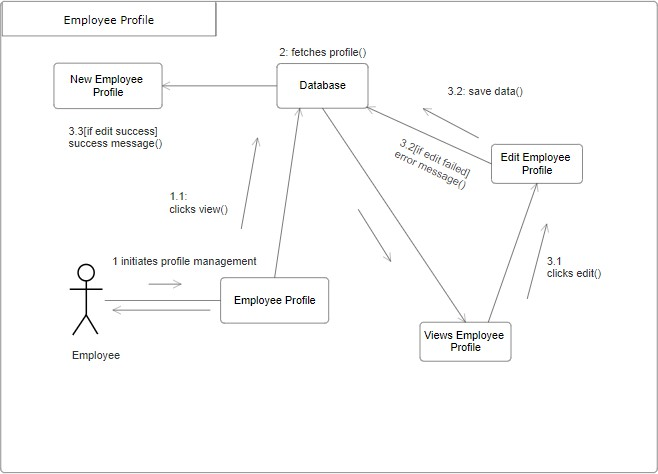 Employee Profile
2: fetches profile()
New Employee
Profile
Database
3.2: save data()
3.3[if edit success]
success message()
3.2[if edit failed]
error message()
Edit Employee
Profile
1.1:
clicks view()
1 initiates profile management
3.1
clicks edit()
Employee Profile
Views Employee
Profile
Employee